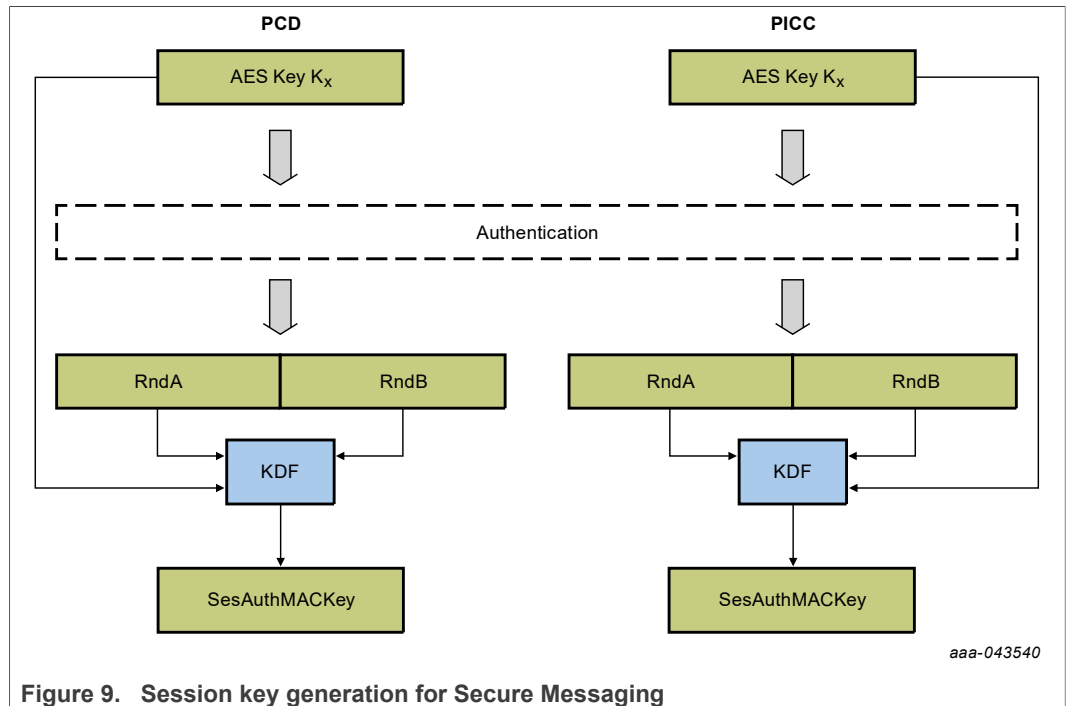 PCD PICC
AES Key Kx AES Key Kx
Authentication
RndA RndB RndA RndB
KDF KDF
SesAuthMACKey SesAuthMACKey
aaa-043540
Figure 9. Session key generation for Secure Messaging